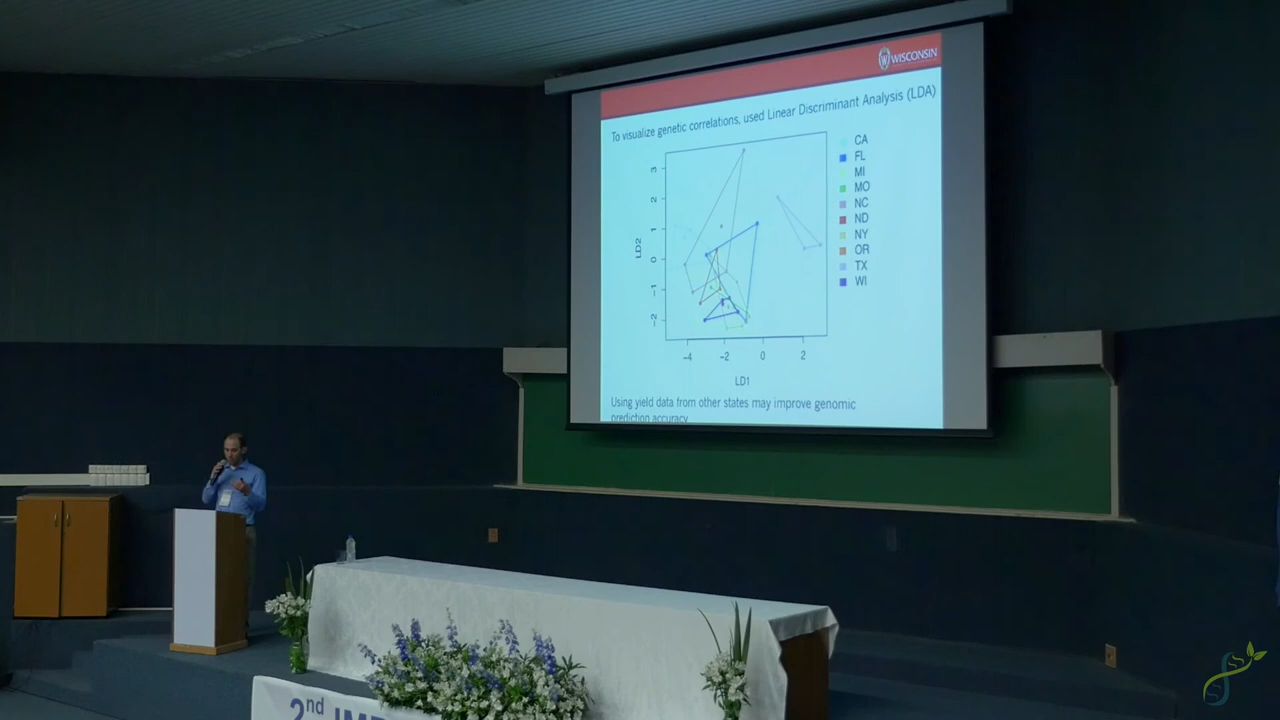 WISCONSIN
To visualize genetic correlations, used Linear Discriminant Analysis (LDA)
CA
FL
MI
MO
NC
ND
NY
OR
TX
WI
LD2
3
2
1
0
-1
-2
-4
-2
0
2
LD1
Using yield data from other states may improve genomic
prediction accuracy
2nd